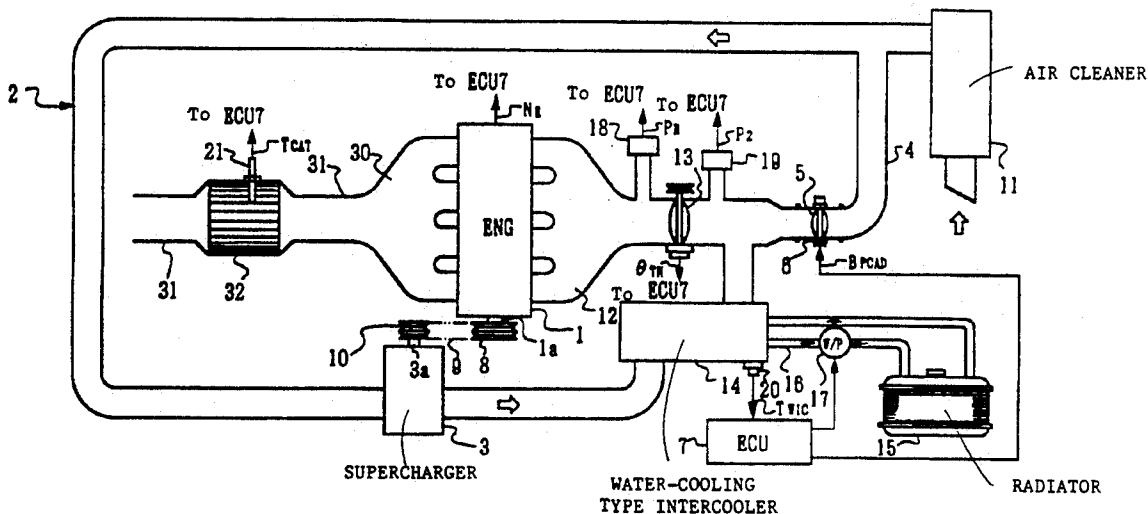 AIR CLEANER
2
To ECU7
TCAT
21
31
30
To ECU7
NE
To ECU7
PB
18
To ECU7
P2
19
13
5
4
11
ENG
31
32
θTH
To ECU7
12
6
BPCAD
1
1a
10
9
8
3a
3
14
20
16
W/P
17
TWIC
7
ECU
15
SUPERCHARGER
WATER-COOLING
TYPE INTERCOOLER
RADIATOR